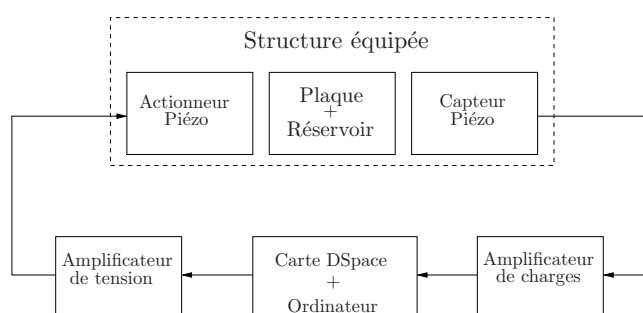 Structure équipée
Actionneur
Piézo
Plaque
+
Réservoir
Capteur
Piézo
Amplificateur
de tension
Carte DSpace
+
Ordinateur
Amplificateur
de charges